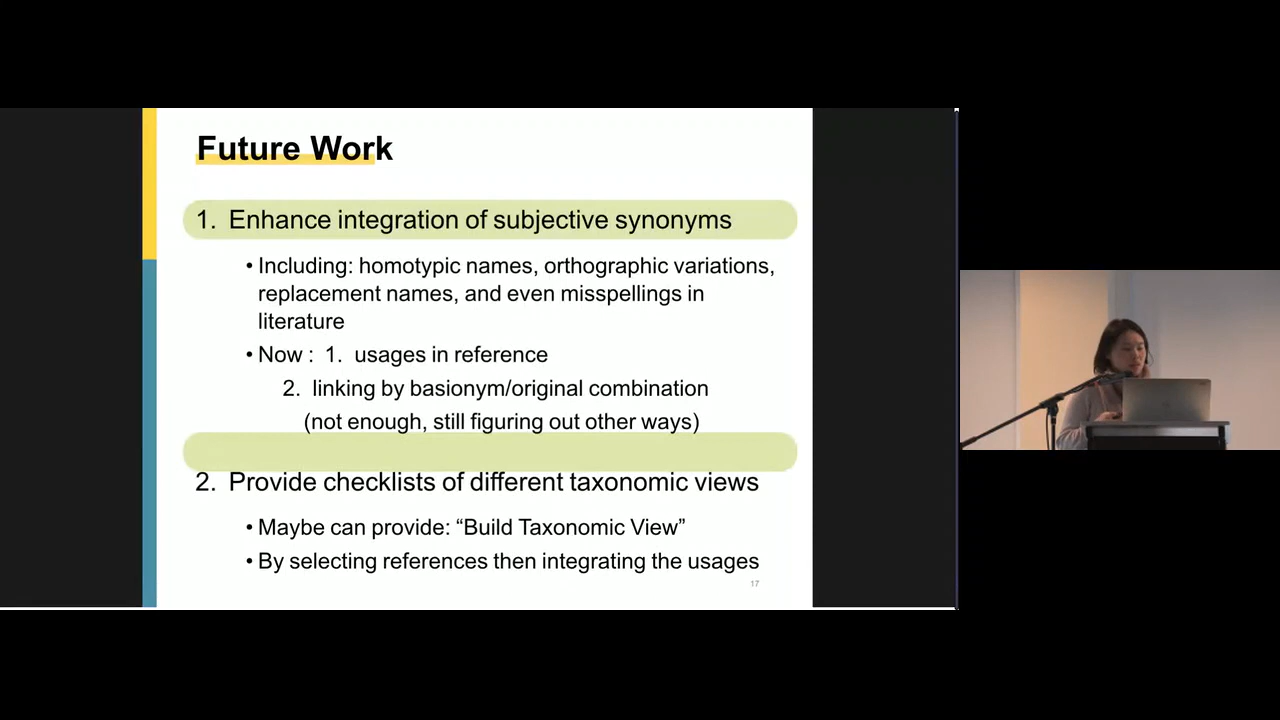 Future Work
1. Enhance integration of subjective synonyms
• Including: homotypic names, orthographic variations,
replacement names, and even misspellings in
literature
• Now : 1. usages in reference
2. linking by basionym/original combination
(not enough, still figuring out other ways)
2. Provide checklists of different taxonomic views
• Maybe can provide: “Build Taxonomic View”
• By selecting references then integrating the usages
17